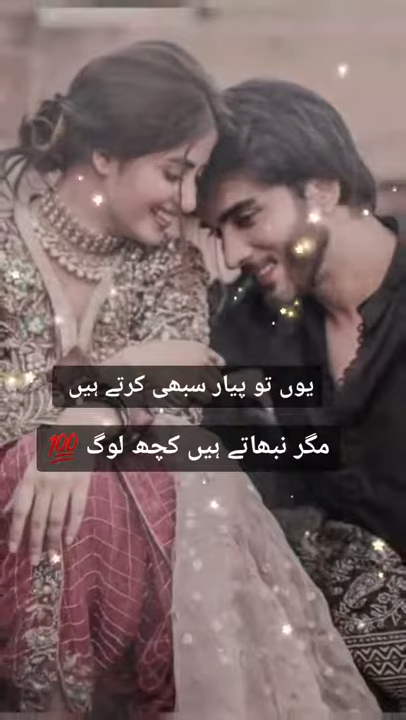 یوں تو پیار سبھی کرتے ہیں
مگر نبھاتے ہیں کچھ لوگ 💯